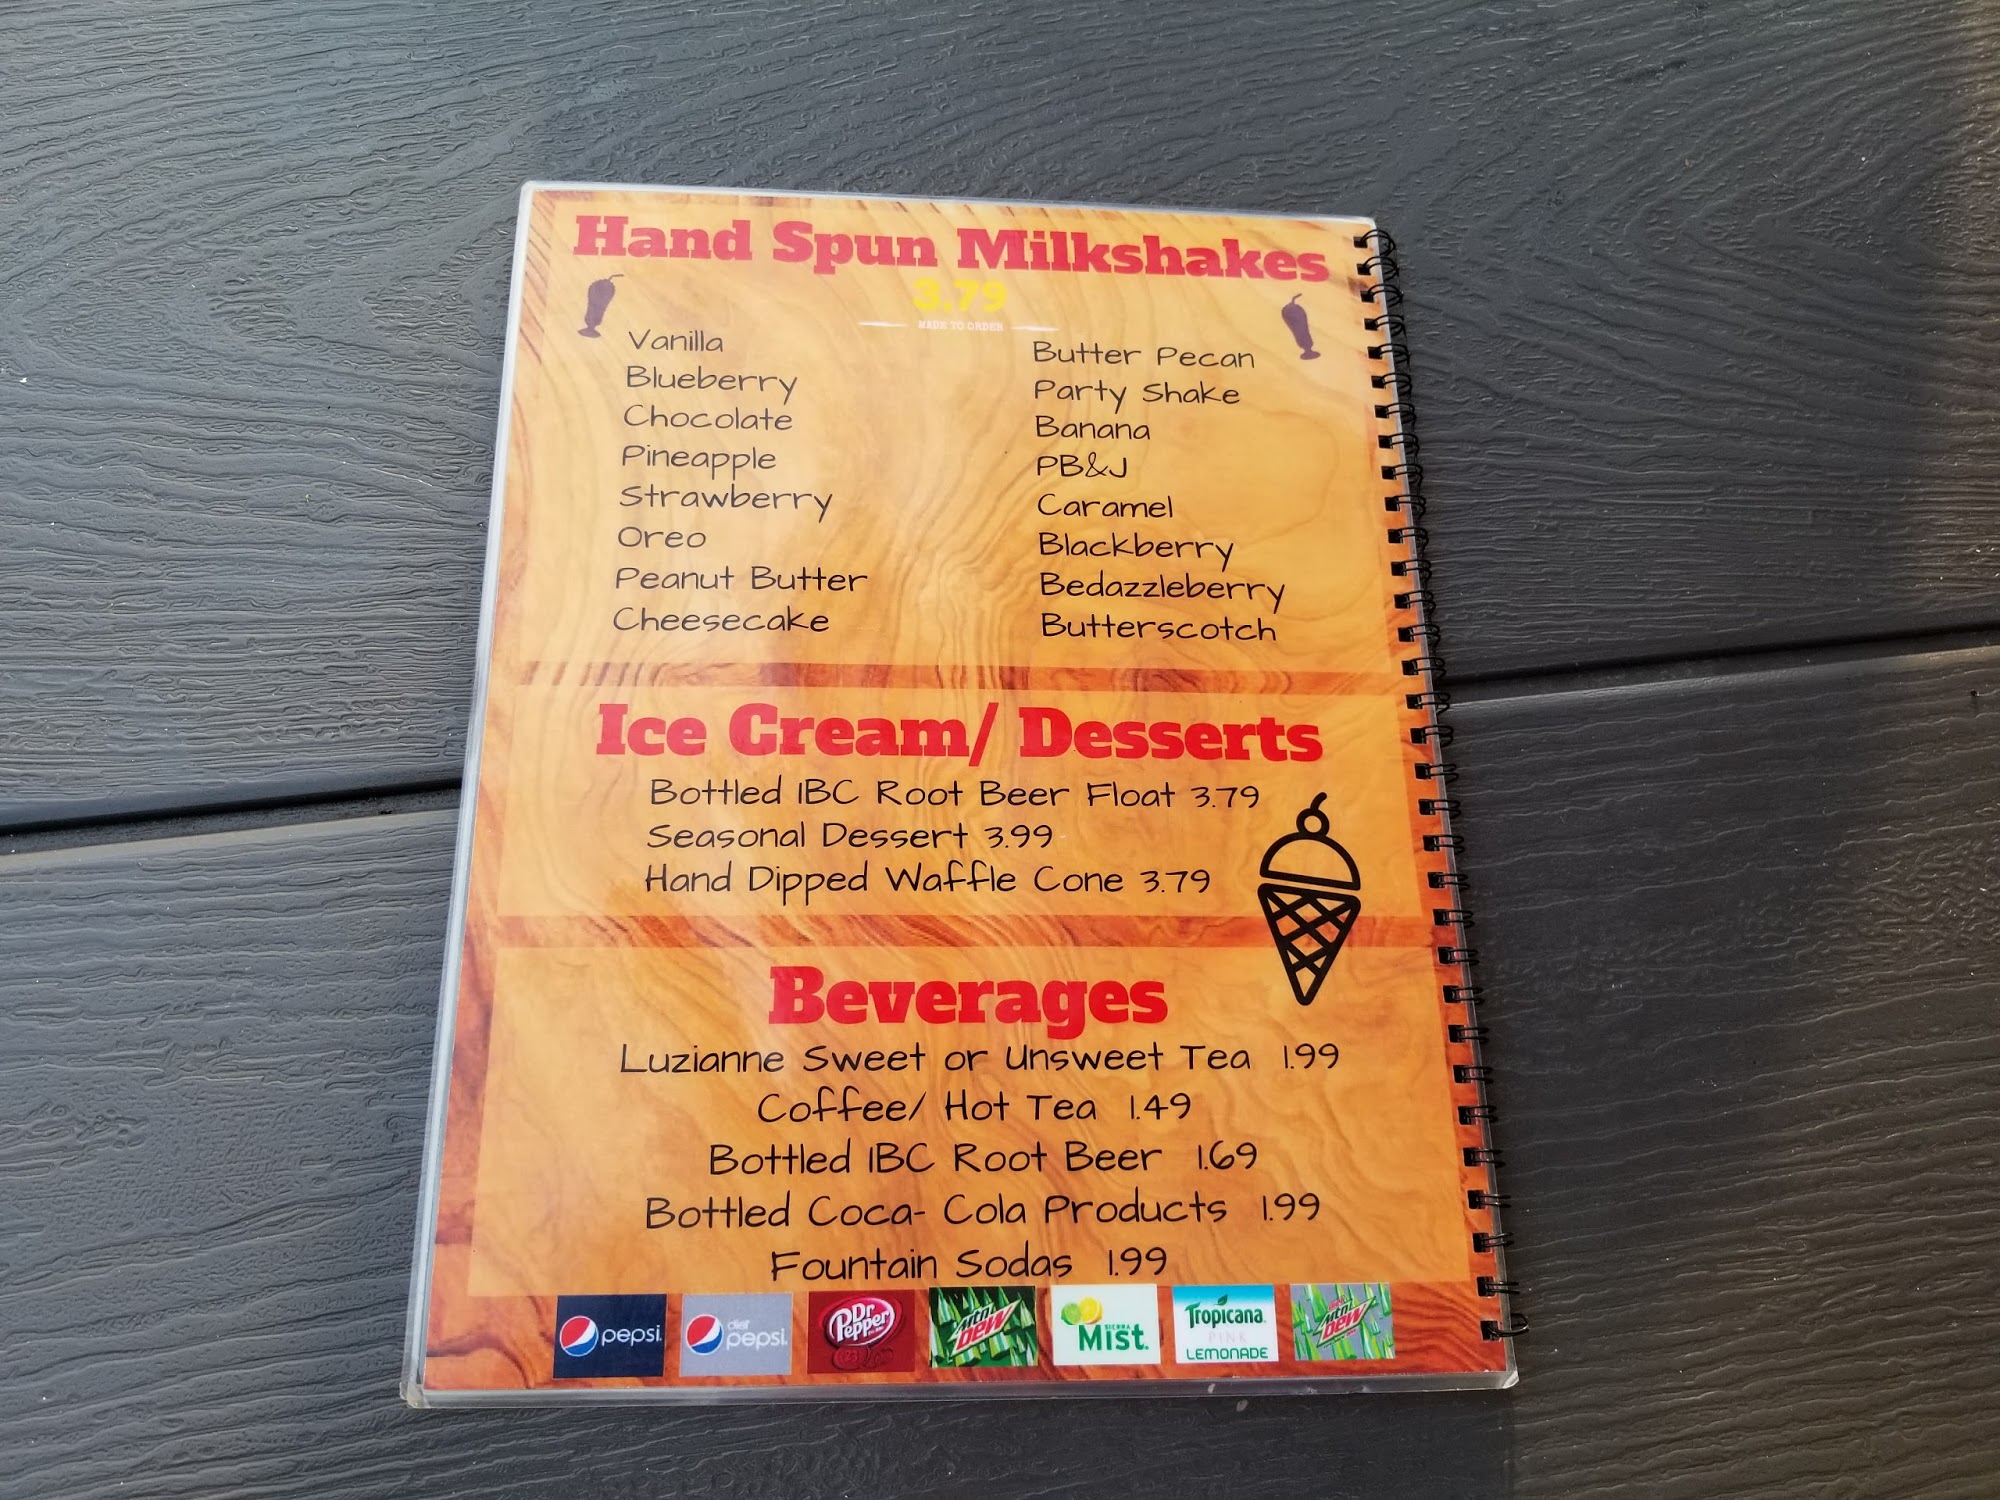 Hand Spun Milkshakes
3.79
MADE TO ORDER
Vanilla
Blueberry
Chocolate
Pineapple
Strawberry
Oreo
Peanut Butter
Cheesecake
Butter Pecan
Party Shake
Banana
PB&J
Caramel
Blackberry
Bedazzleberry
Butterscotch
Ice Cream/ Desserts
Bottled IBC Root Beer Float 3.79
Seasonal Dessert 3.99
Hand Dipped Waffle Cone 3.79
Beverages
Luzianne Sweet or Unsweet Tea 1.99
Coffee/ Hot Tea 1.49
Bottled IBC Root Beer 1.69
Bottled Coca- Cola Products 1.99
Fountain Sodas 1.99
pepsi
diet pepsi
Dr Pepper
Mtn Dew
Sierra Mist
Tropicana PINK LEMONADE
diet Mtn Dew